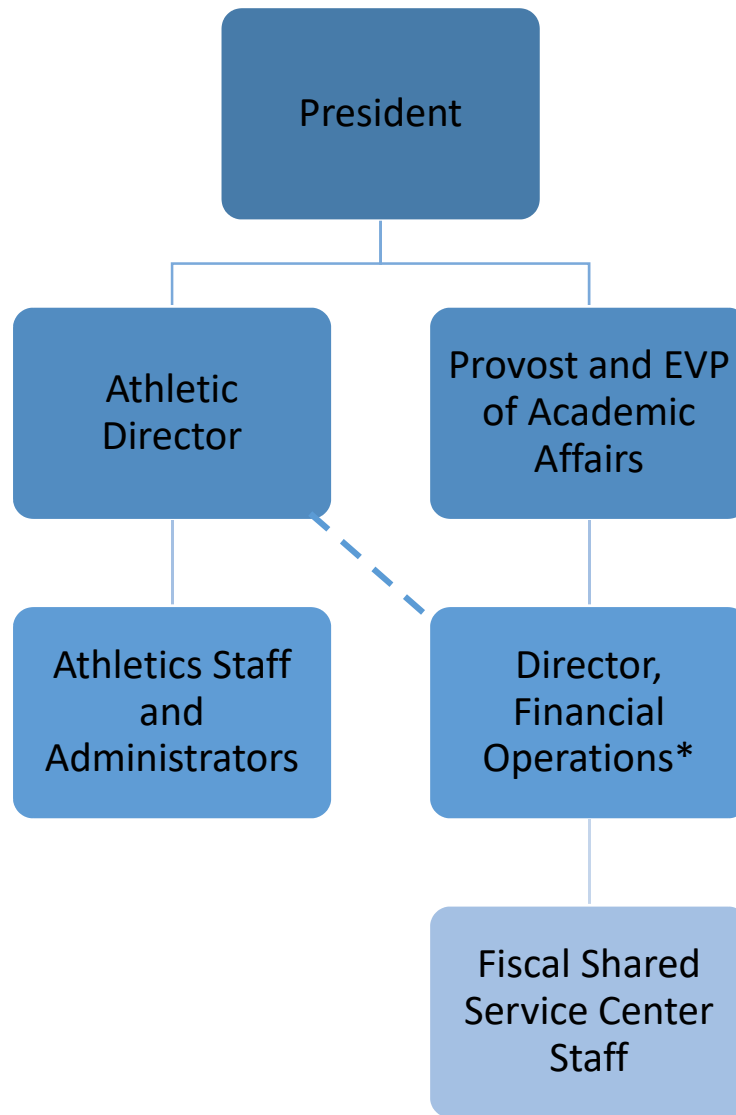 President
Athletic
Director
Provost and EVP
of Academic
Affairs
Athletics Staff
and
Administrators
Director,
Financial
Operations*
Fiscal Shared
Service Center
Staff